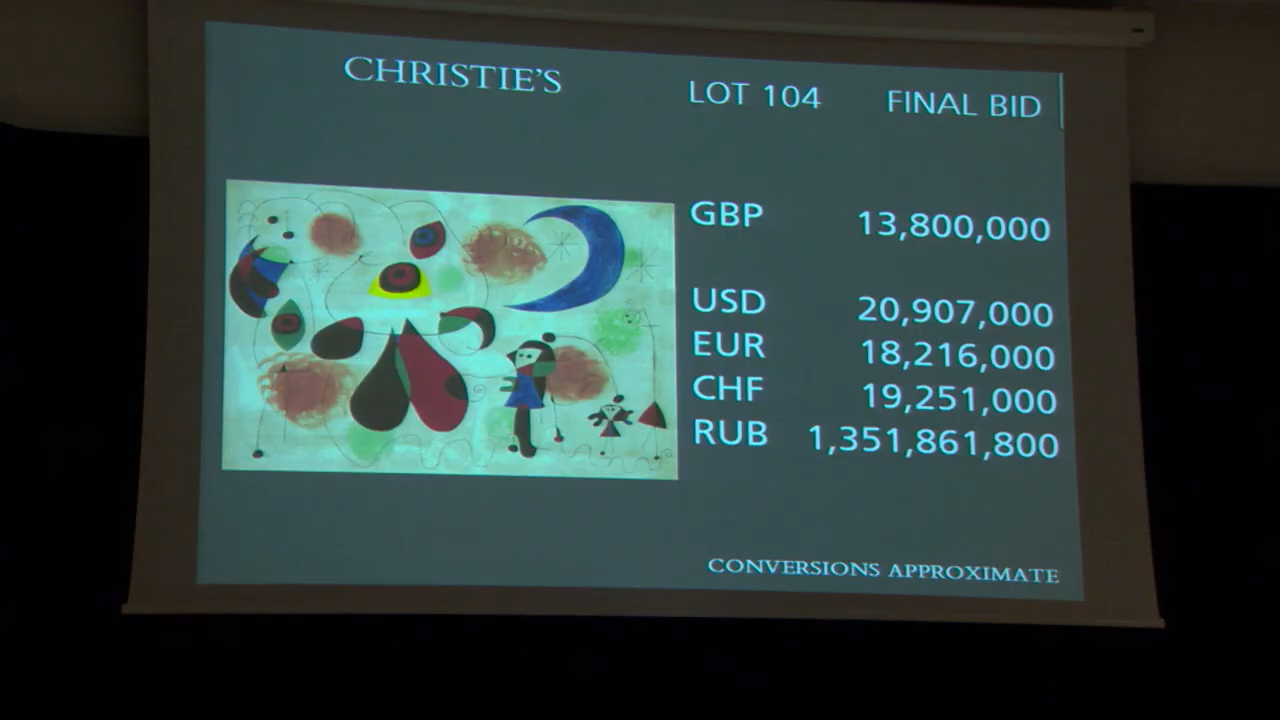 CHRISTIE'S LOT 104 FINAL BID
GBP 13,800,000
USD 20,907,000
EUR 18,216,000
CHF 19,251,000
RUB 1,351,861,800
CONVERSIONS APPROXIMATE